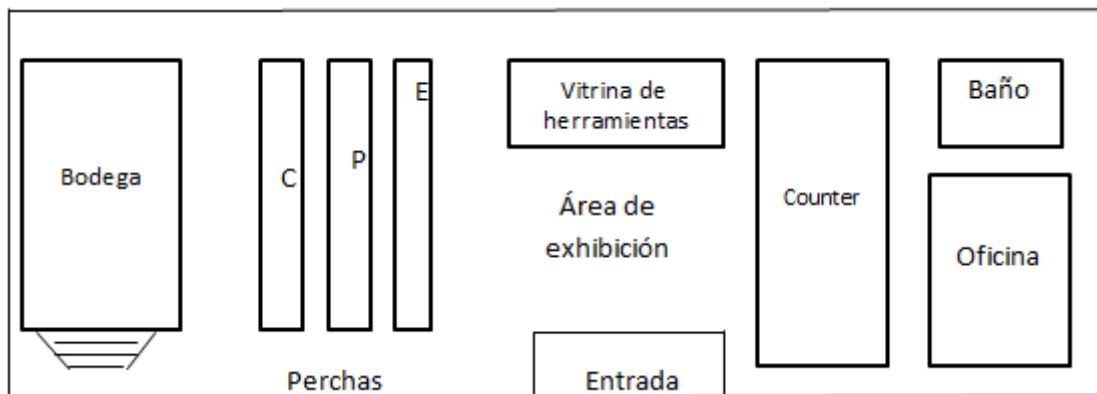 Bodega
C
P
E
Perchas
Vitrina de
herramientas
Área de
exhibición
Entrada
Counter
Baño
Oficina